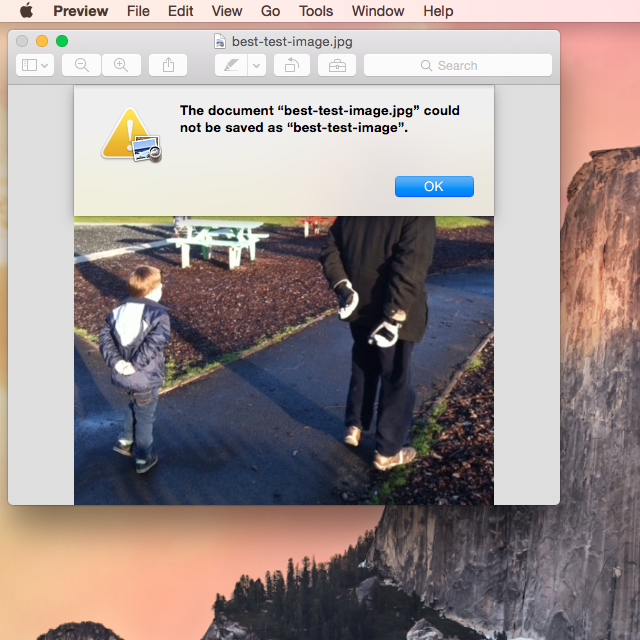 Preview File Edit View Go Tools Window Help
best-test-image.jpg
Search
The document “best-test-image.jpg” could
not be saved as “best-test-image”.
OK